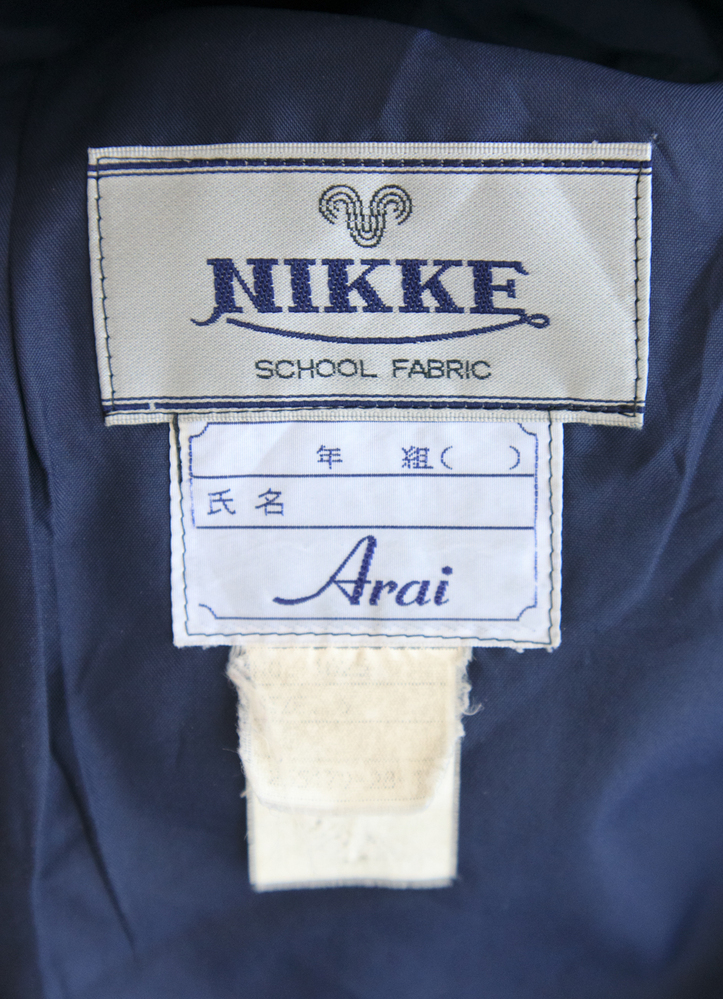 NIKKE
SCHOOL FABRIC
年 組( )
氏名
Arai